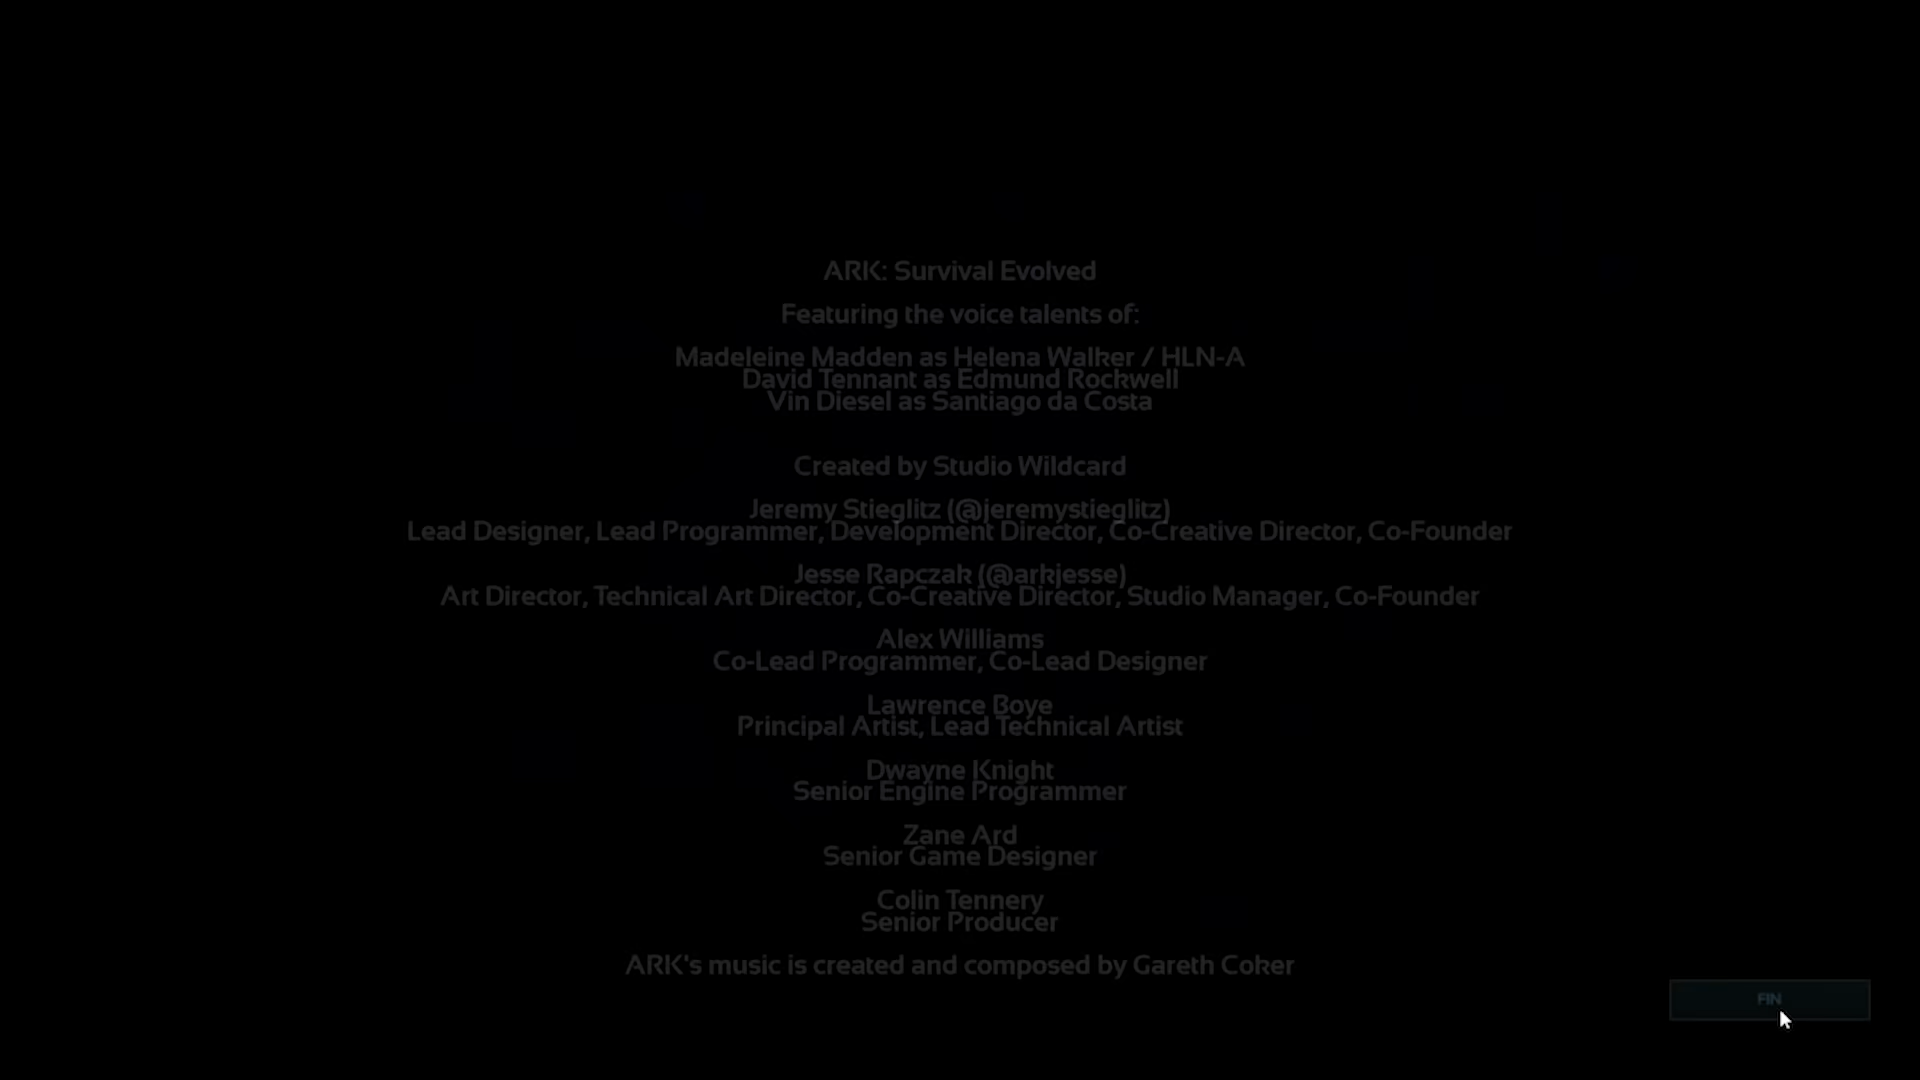 ARK: Survival Evolved
Featuring the voice talents of:
Madeleine Madden as Helena Walker / HLN-A
David Tennant as Edmund Rockwell
Vin Diesel as Santiago da Costa
Created by Studio Wildcard
Jeremy Stieglitz (@jeremystieglitz)
Lead Designer, Lead Programmer, Development Director, Co-Creative Director, Co-Founder
Jesse Rapczak (@arkjesse)
Art Director, Technical Art Director, Co-Creative Director, Studio Manager, Co-Founder
Alex Williams
Co-Lead Programmer, Co-Lead Designer
Lawrence Boye
Principal Artist, Lead Technical Artist
Dwayne Knight
Senior Engine Programmer
Zane Ard
Senior Game Designer
Colin Tennery
Senior Producer
ARK's music is created and composed by Gareth Coker
FIN